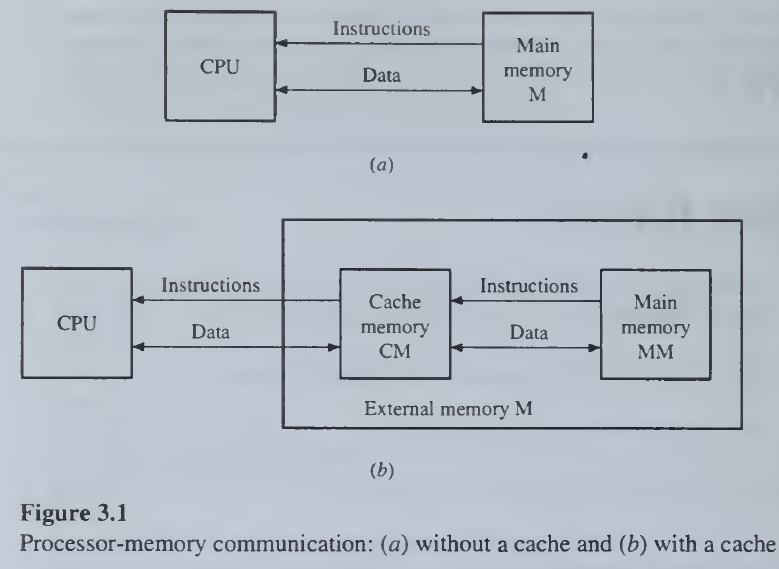 Instructions
CPU
Data
Main
memory
M
(a)
Instructions
CPU
Data
Cache
memory
CM
Instructions
Data
Main
memory
MM
External memory M
(b)
Figure 3.1
Processor-memory communication: (a) without a cache and (b) with a cache